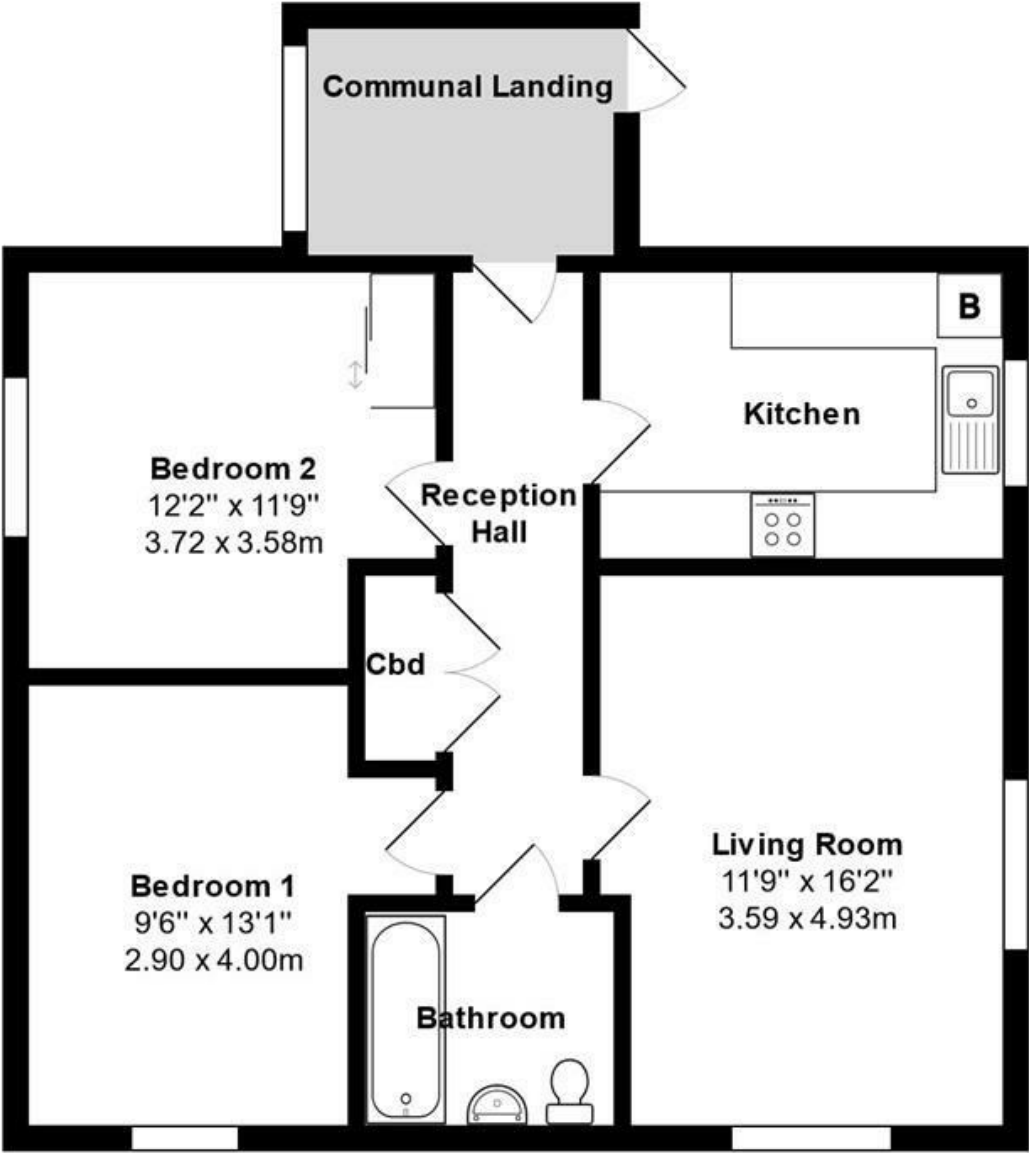 Communal Landing
B
Kitchen
Bedroom 2
12'2" x 11'9"
3.72 x 3.58m
Reception
Hall
Cbd
Living Room
11'9" x 16'2"
3.59 x 4.93m
Bedroom 1
9'6" x 13'1"
2.90 x 4.00m
Bathroom